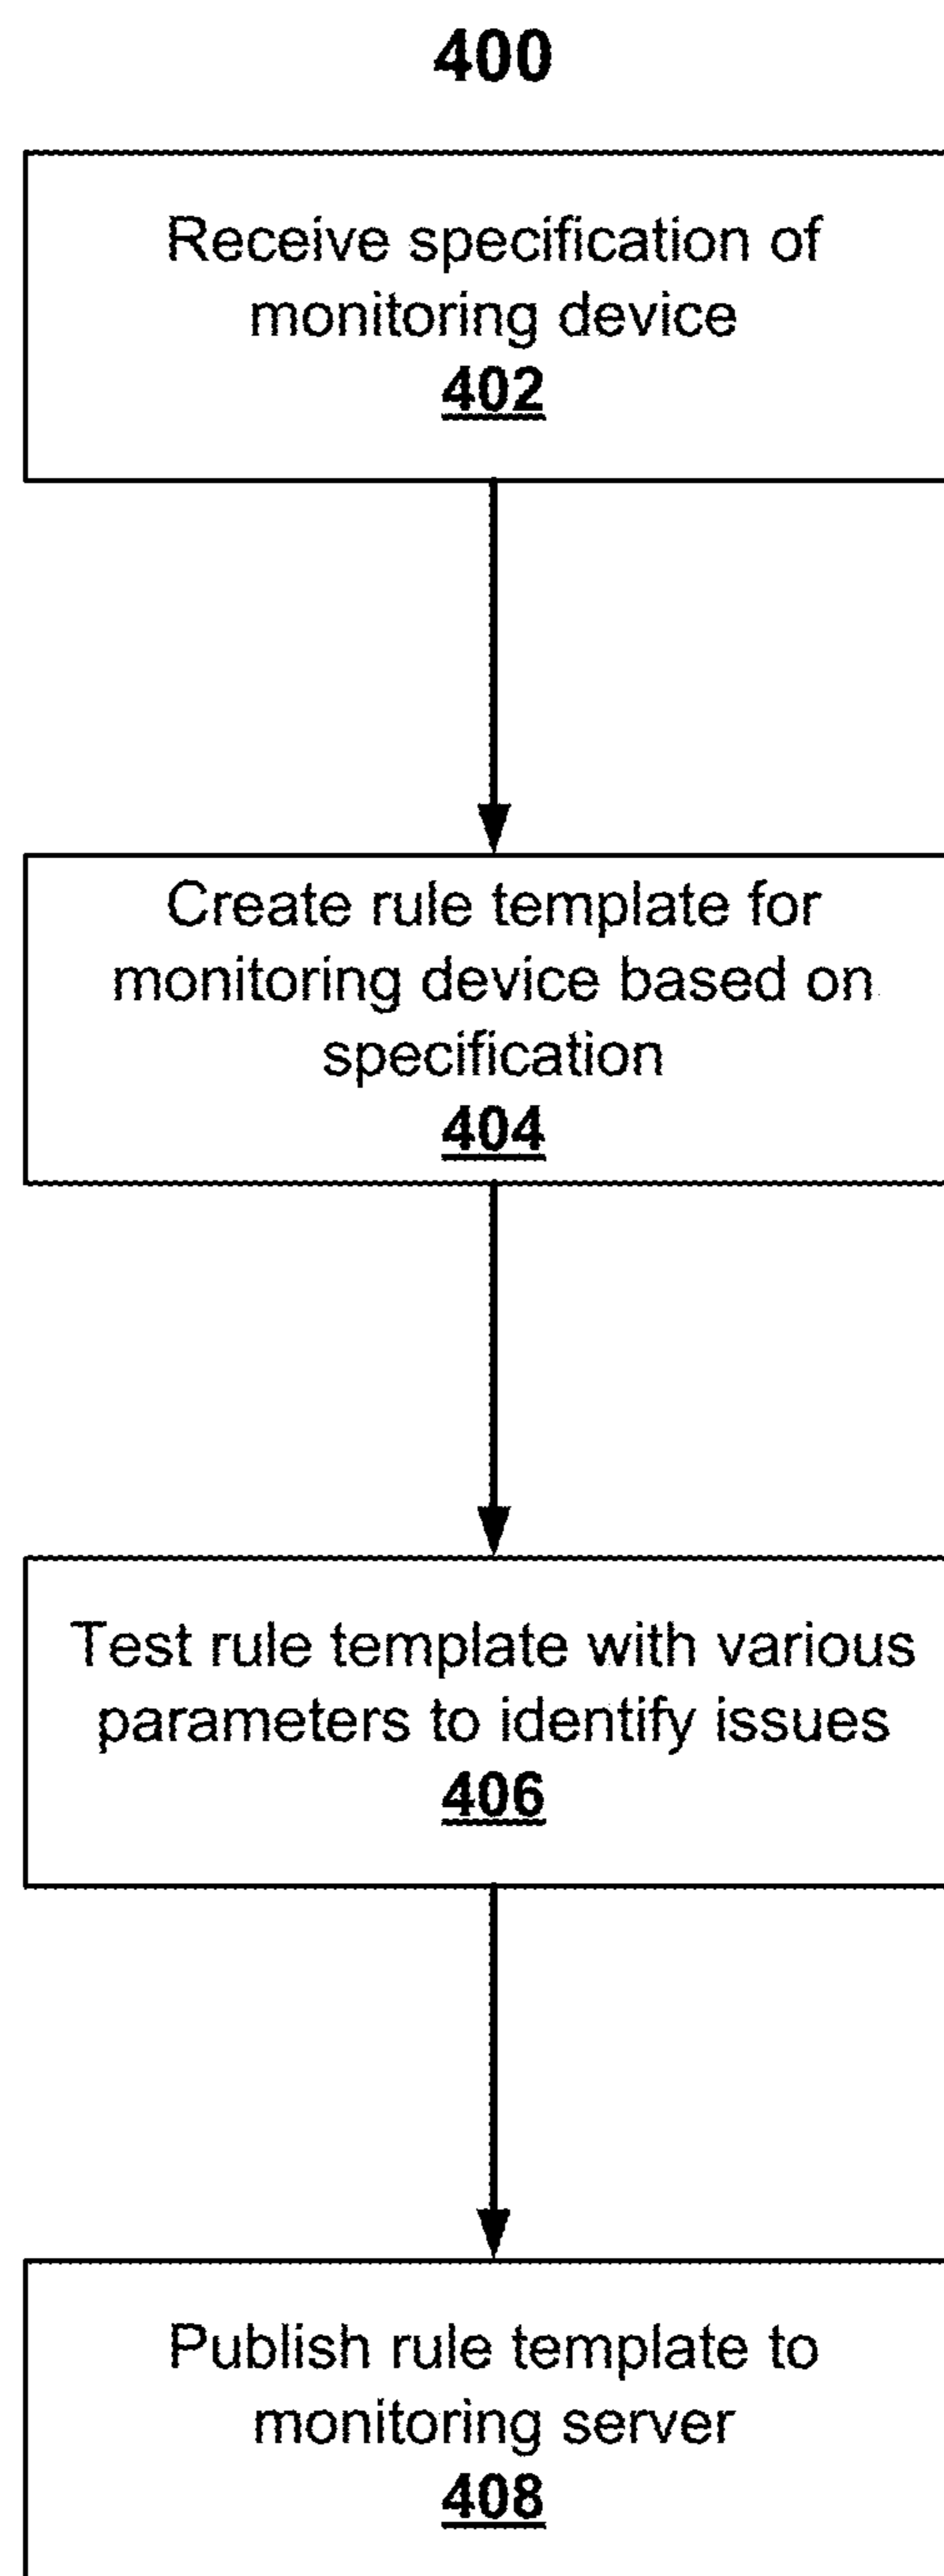 400
Receive specification of
monitoring device
402
Create rule template for
monitoring device based on
specification
404
Test rule template with various
parameters to identify issues
406
Publish rule template to
monitoring server
408